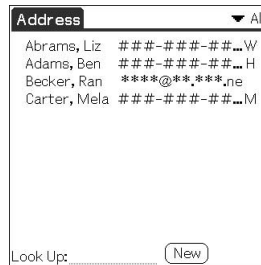 Address Al
Abrams, Liz ###-###-##...W
Adams, Ben ###-###-##...H
Becker, Ran ****@**.***.ne
Carter, Mela ###-###-##...M
Look Up: New